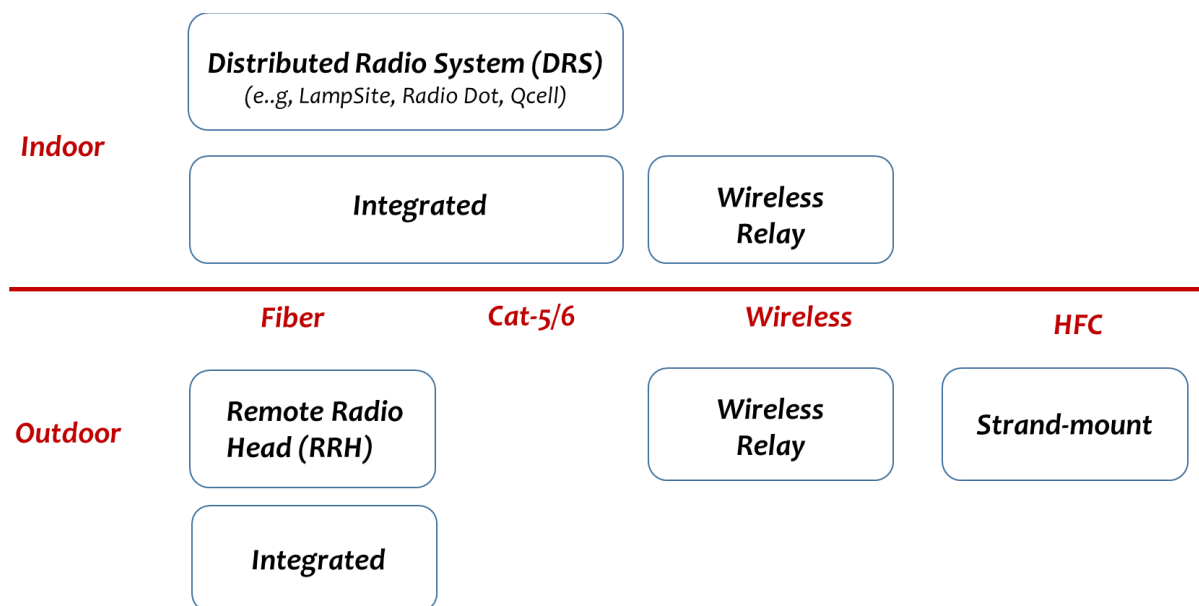 Distributed Radio System (DRS)
(e..g, LampSite, Radio Dot, Qcell)
Indoor
Integrated
Wireless
Relay
Fiber
Cat-5/6
Wireless
HFC
Outdoor
Remote Radio
Head (RRH)
Wireless
Relay
Strand-mount
Integrated